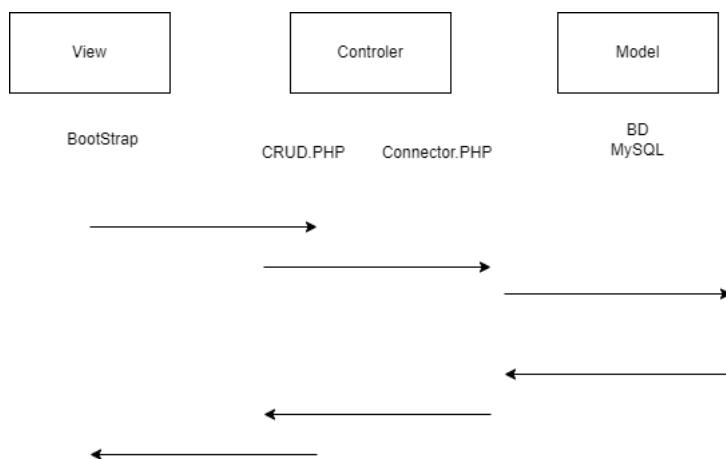 View
Controler
Model
BootStrap
CRUD.PHP
Connector.PHP
BD
MySQL